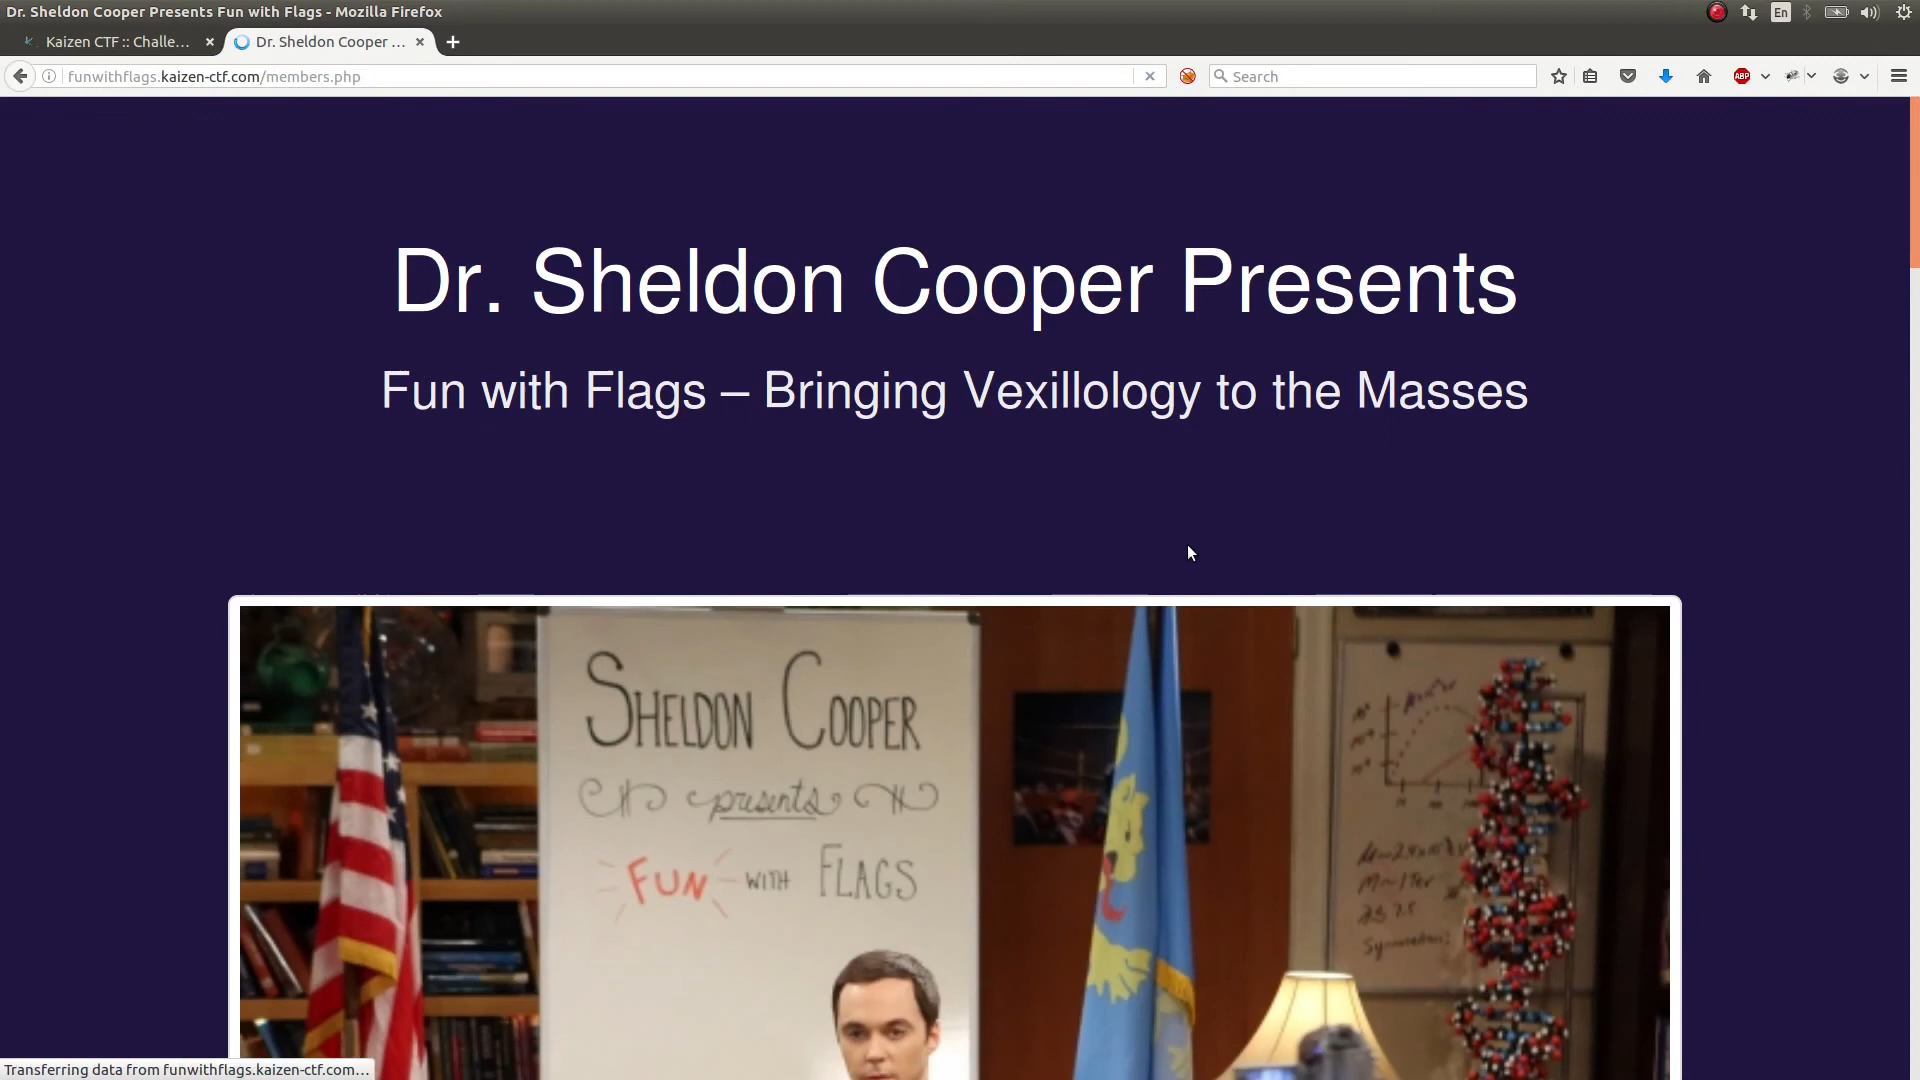 Dr. Sheldon Cooper Presents Fun with Flags - Mozilla Firefox
En
Kaizen CTF :: Challe...
Dr. Sheldon Cooper ...
funwithflags.kaizen-ctf.com/members.php
Search
ABP
Dr. Sheldon Cooper Presents
Fun with Flags – Bringing Vexillology to the Masses
SHELDON COOPER
presents
FUN WITH FLAGS
Transferring data from funwithflags.kaizen-ctf.com...